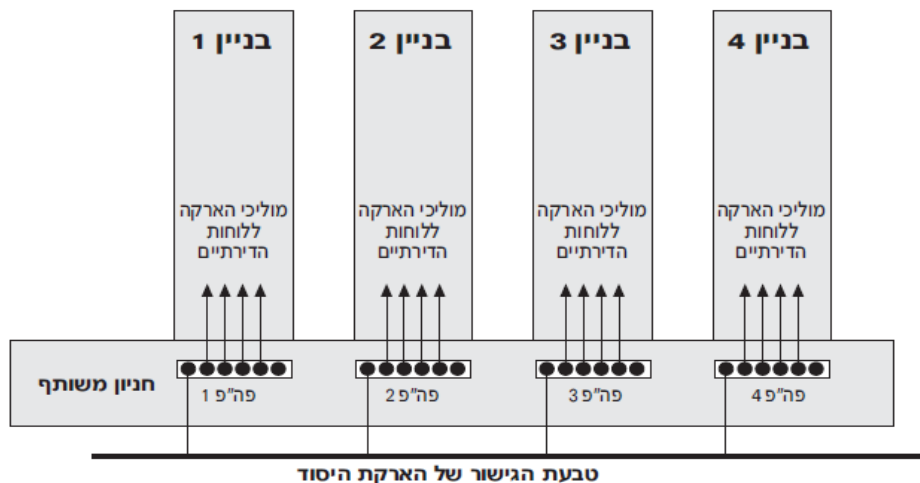 בניין 1
בניין 2
בניין 3
בניין 4
מוליכי הארקה
ללוחות
הדירתיים
מוליכי הארקה
ללוחות
הדירתיים
מוליכי הארקה
ללוחות
הדירתיים
מוליכי הארקה
ללוחות
הדירתיים
חניון משותף
פה"פ 1
פה"פ 2
פה"פ 3
פה"פ 4
טבעת הגישור של הארקת היסוד